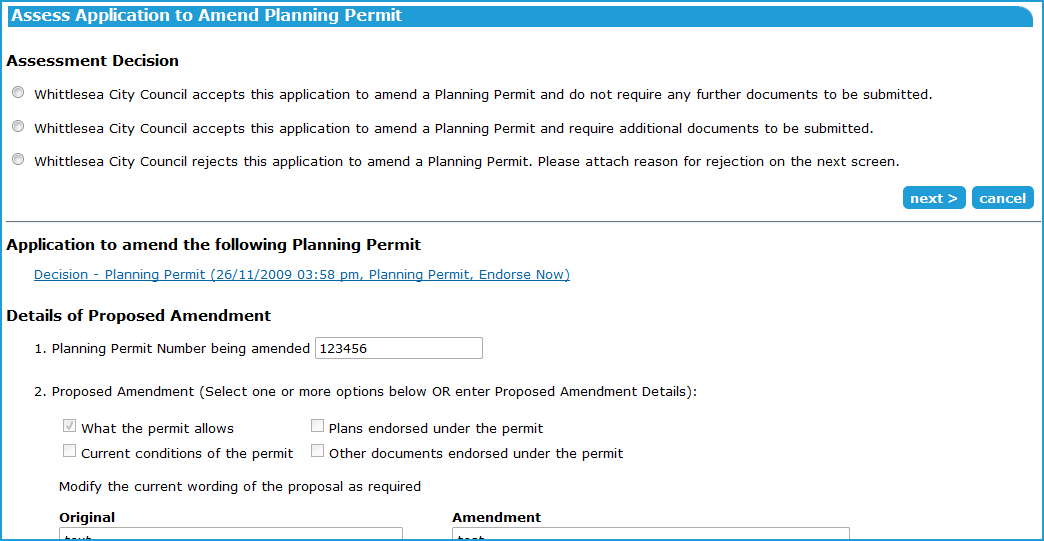 Assess Application to Amend Planning Permit
Assessment Decision
Whittlesea City Council accepts this application to amend a Planning Permit and do not require any further documents to be submitted.
Whittlesea City Council accepts this application to amend a Planning Permit and require additional documents to be submitted.
Whittlesea City Council rejects this application to amend a Planning Permit. Please attach reason for rejection on the next screen.
next > cancel
Application to amend the following Planning Permit
Decision - Planning Permit (26/11/2009 03:58 pm, Planning Permit, Endorse Now)
Details of Proposed Amendment
1. Planning Permit Number being amended 123456
2. Proposed Amendment (Select one or more options below OR enter Proposed Amendment Details):
What the permit allows Plans endorsed under the permit
Current conditions of the permit Other documents endorsed under the permit
Modify the current wording of the proposal as required
Original Amendment